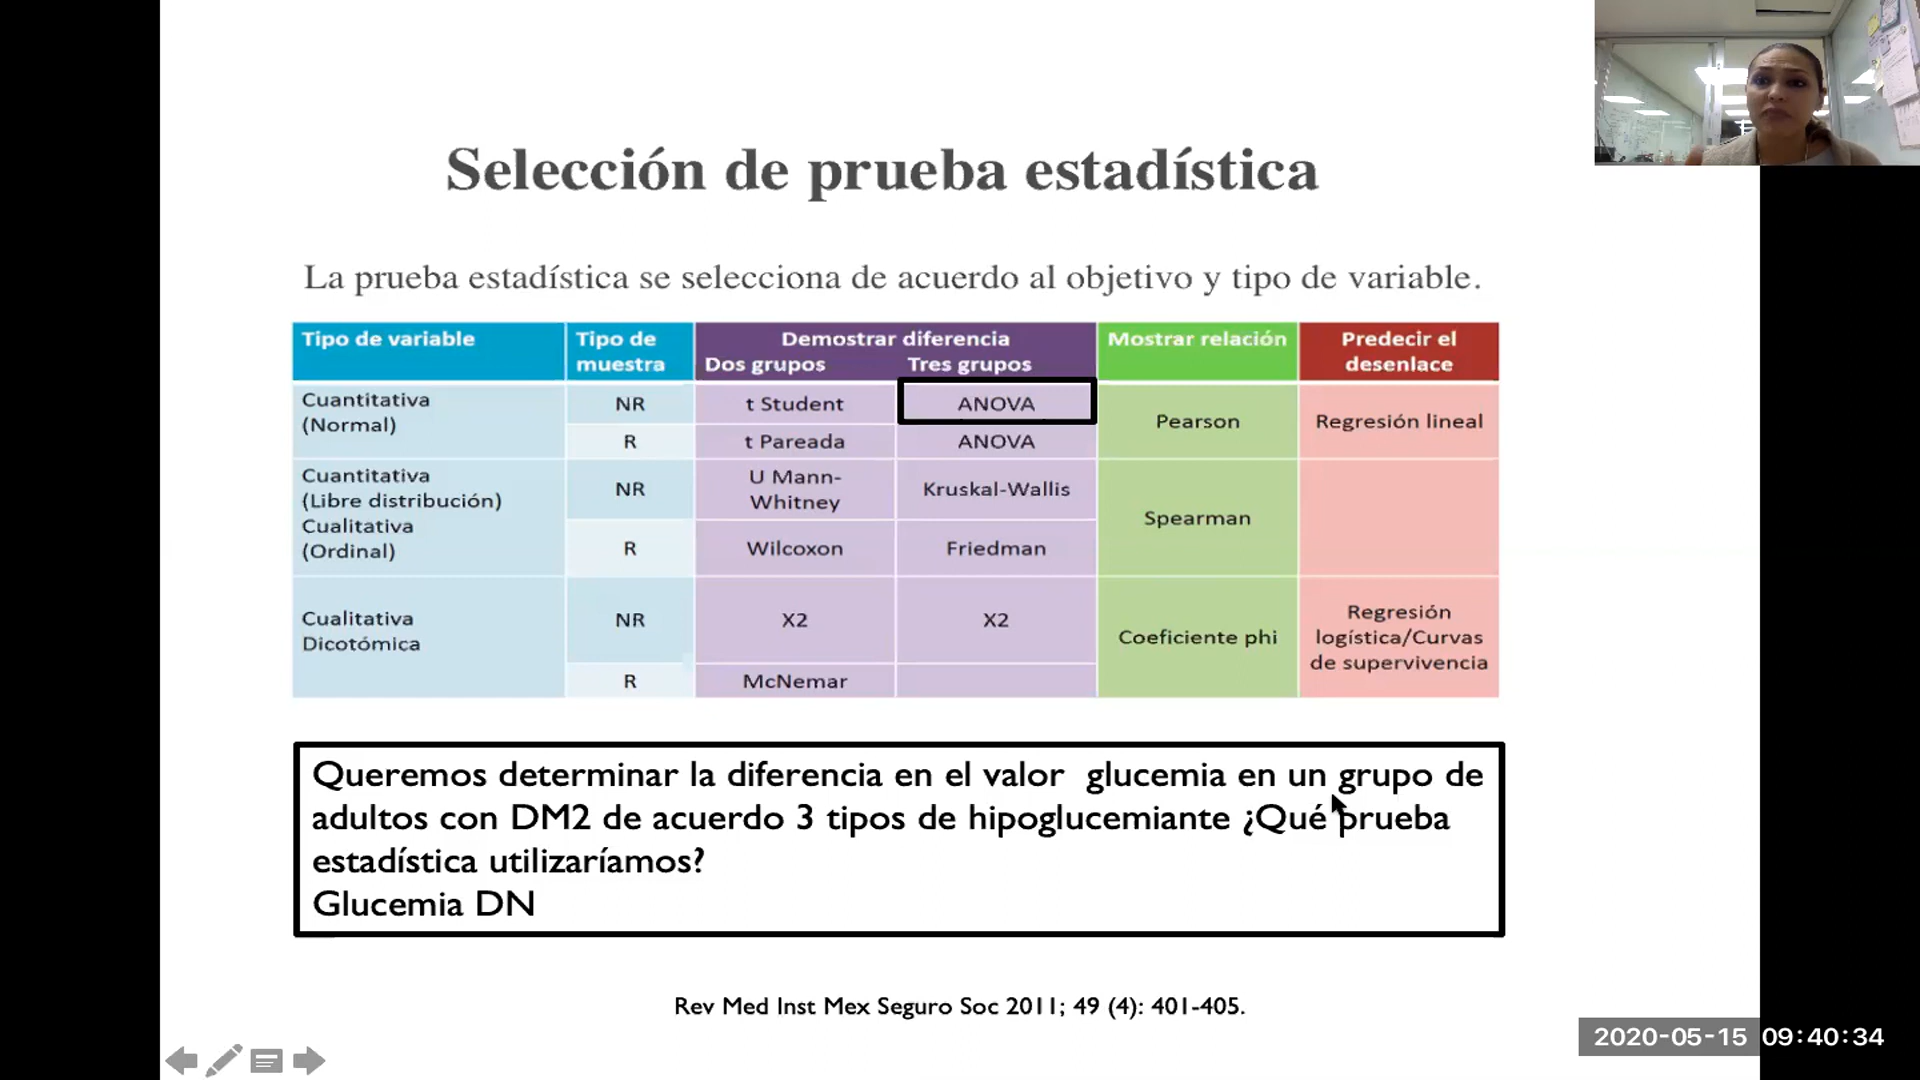 Selección de prueba estadística
La prueba estadística se selecciona de acuerdo al objetivo y tipo de variable.
Tipo de variable
Tipo de
muestra
Demostrar diferencia
Dos grupos
Tres grupos
Mostrar relación
Predecir el
desenlace
Cuantitativa
(Normal)
NR
t Student
ANOVA
R
t Pareada
ANOVA
Pearson
Regresión lineal
Cuantitativa
(Libre distribución)
Cualitativa
(Ordinal)
NR
U Mann-
Whitney
Kruskal-Wallis
R
Wilcoxon
Friedman
Spearman
Cualitativa
Dicotómica
NR
X2
X2
R
McNemar
Coeficiente phi
Regresión
logística/Curvas
de supervivencia
Queremos determinar la diferencia en el valor glucemia en un grupo de
adultos con DM2 de acuerdo 3 tipos de hipoglucemiante ¿Qué prueba
estadística utilizaríamos?
Glucemia DN
Rev Med Inst Mex Seguro Soc 2011; 49 (4): 401-405.
2020-05-15 09:40:34